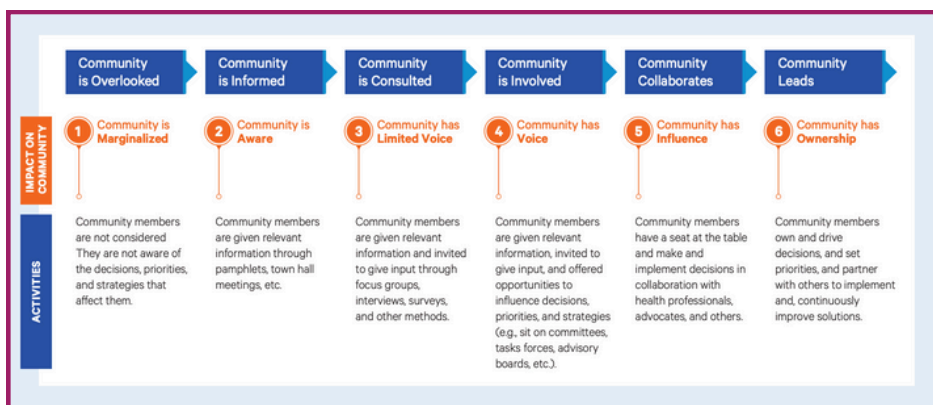 Community
is Overlooked
Community
is Informed
Community
is Consulted
Community
is Involved
Community
Collaborates
Community
Leads
IMPACT ON
COMMUNITY
1 Community is
Marginalized
2 Community is
Aware
3 Community has
Limited Voice
4 Community has
Voice
5 Community has
Influence
6 Community has
Ownership
ACTIVITIES
Community members
are not considered
They are not aware of
the decisions, priorities,
and strategies that
affect them.
Community members
are given relevant
information through
pamphlets, town hall
meetings, etc.
Community members
are given relevant
information and invited
to give input through
focus groups,
interviews, surveys,
and other methods.
Community members
are given relevant
information, invited to
give input, and offered
opportunities to
influence decisions,
priorities, and strategies
(e.g., sit on committees,
tasks forces, advisory
boards, etc.).
Community members
have a seat at the table
and make and
implement decisions in
collaboration with
health professionals,
advocates, and others.
Community members
own and drive
decisions, and set
priorities, and partner
with others to implement
and, continuously
improve solutions.